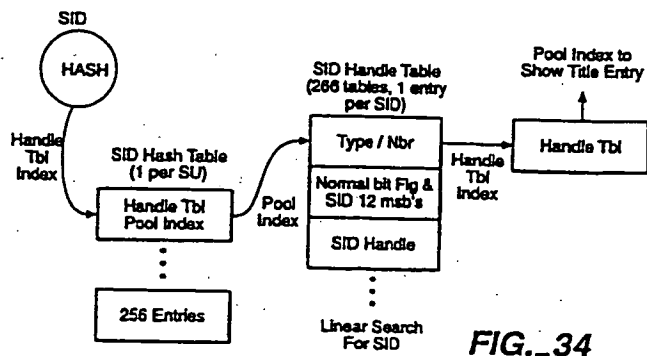 SID
HASH
Handle
Tbl
Index
SID Hash Table
(1 per SU)
Handle Tbl
Pool Index
256 Entries
Pool
Index
SID Handle Table
(266 tables, 1 entry
per SID)
Type / Nbr
Normal bit Flg &
SID 12 msb's
SID Handle
Linear Search
For SID
Handle
Tbl
Index
Pool Index to
Show Title Entry
Handle Tbl
FIG._34